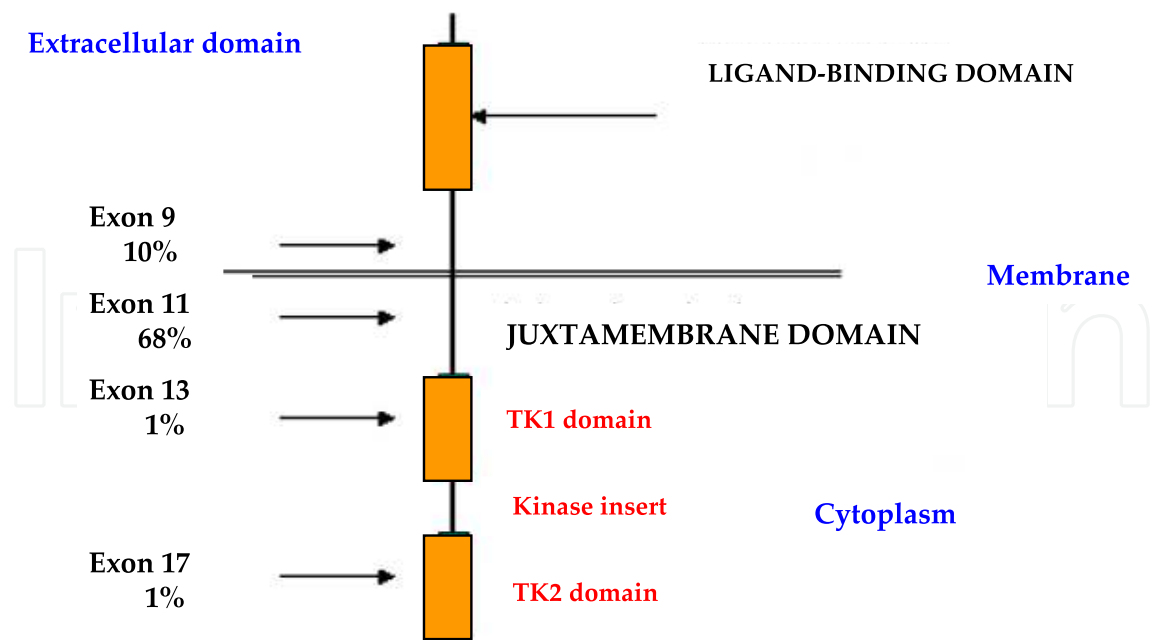 Extracellular domain
LIGAND-BINDING DOMAIN
Exon 9
10%
Membrane
Exon 11
68%
JUXTAMEMBRANE DOMAIN
Exon 13
1%
TK1 domain
Kinase insert
Cytoplasm
Exon 17
1%
TK2 domain